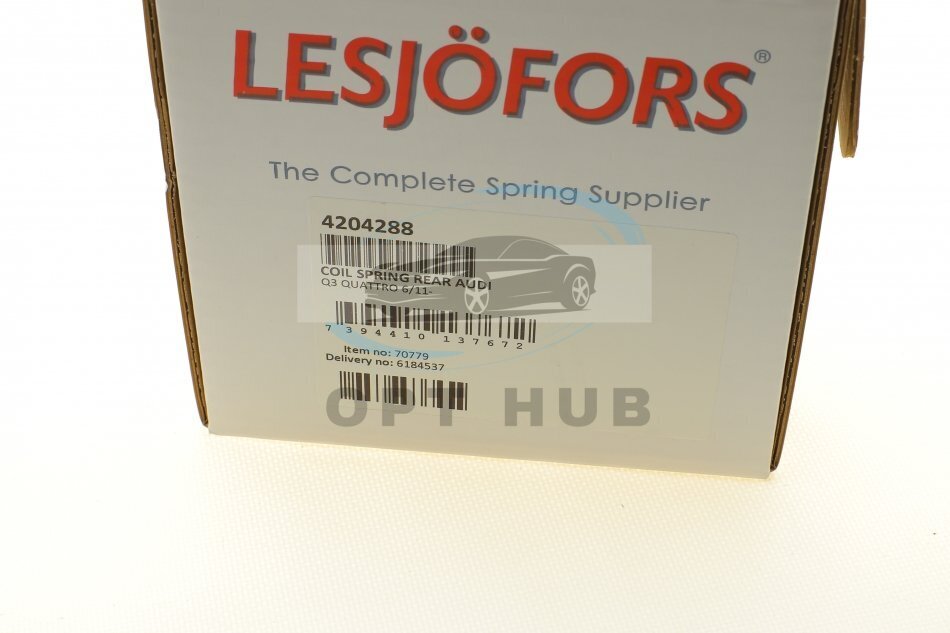 LESJÖFORS®
The Complete Spring Supplier
4204288
COIL SPRING REAR AUDI
Q3 QUATTRO 6/11-
7 394410 137672
Item no: 70779
Delivery no: 6184537
OPT HUB